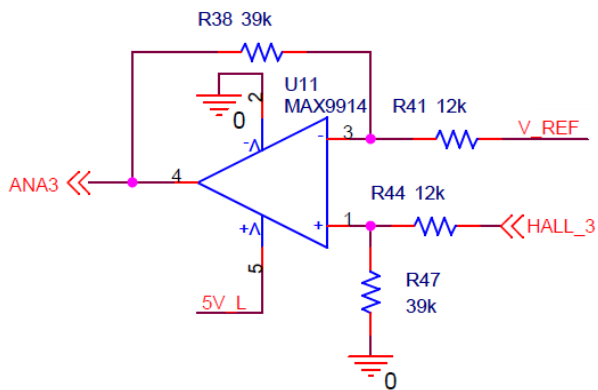 R38 39k
U11
MAX9914
2
0
-V
R41 12k
V_REF
3
-
ANA3
4
R44 12k
1
+
HALL_3
+V
5
R47
39k
5V_L
0